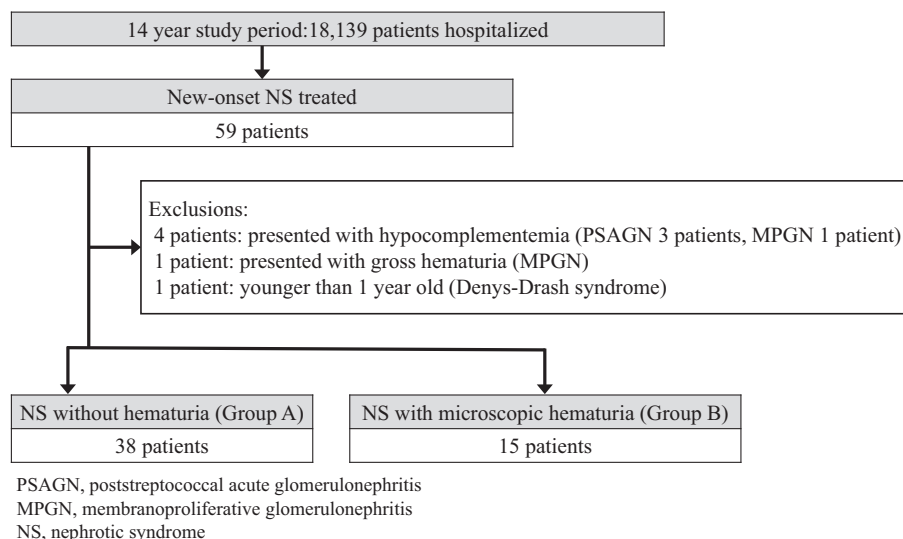 14 year study period:18,139 patients hospitalized
New-onset NS treated
59 patients
Exclusions:
4 patients: presented with hypocomplementemia (PSAGN 3 patients, MPGN 1 patient)
1 patient: presented with gross hematuria (MPGN)
1 patient: younger than 1 year old (Denys-Drash syndrome)
NS without hematuria (Group A)
38 patients
NS with microscopic hematuria (Group B)
15 patients
PSAGN, poststreptococcal acute glomerulonephritis
MPGN, membranoproliferative glomerulonephritis
NS, nephrotic syndrome